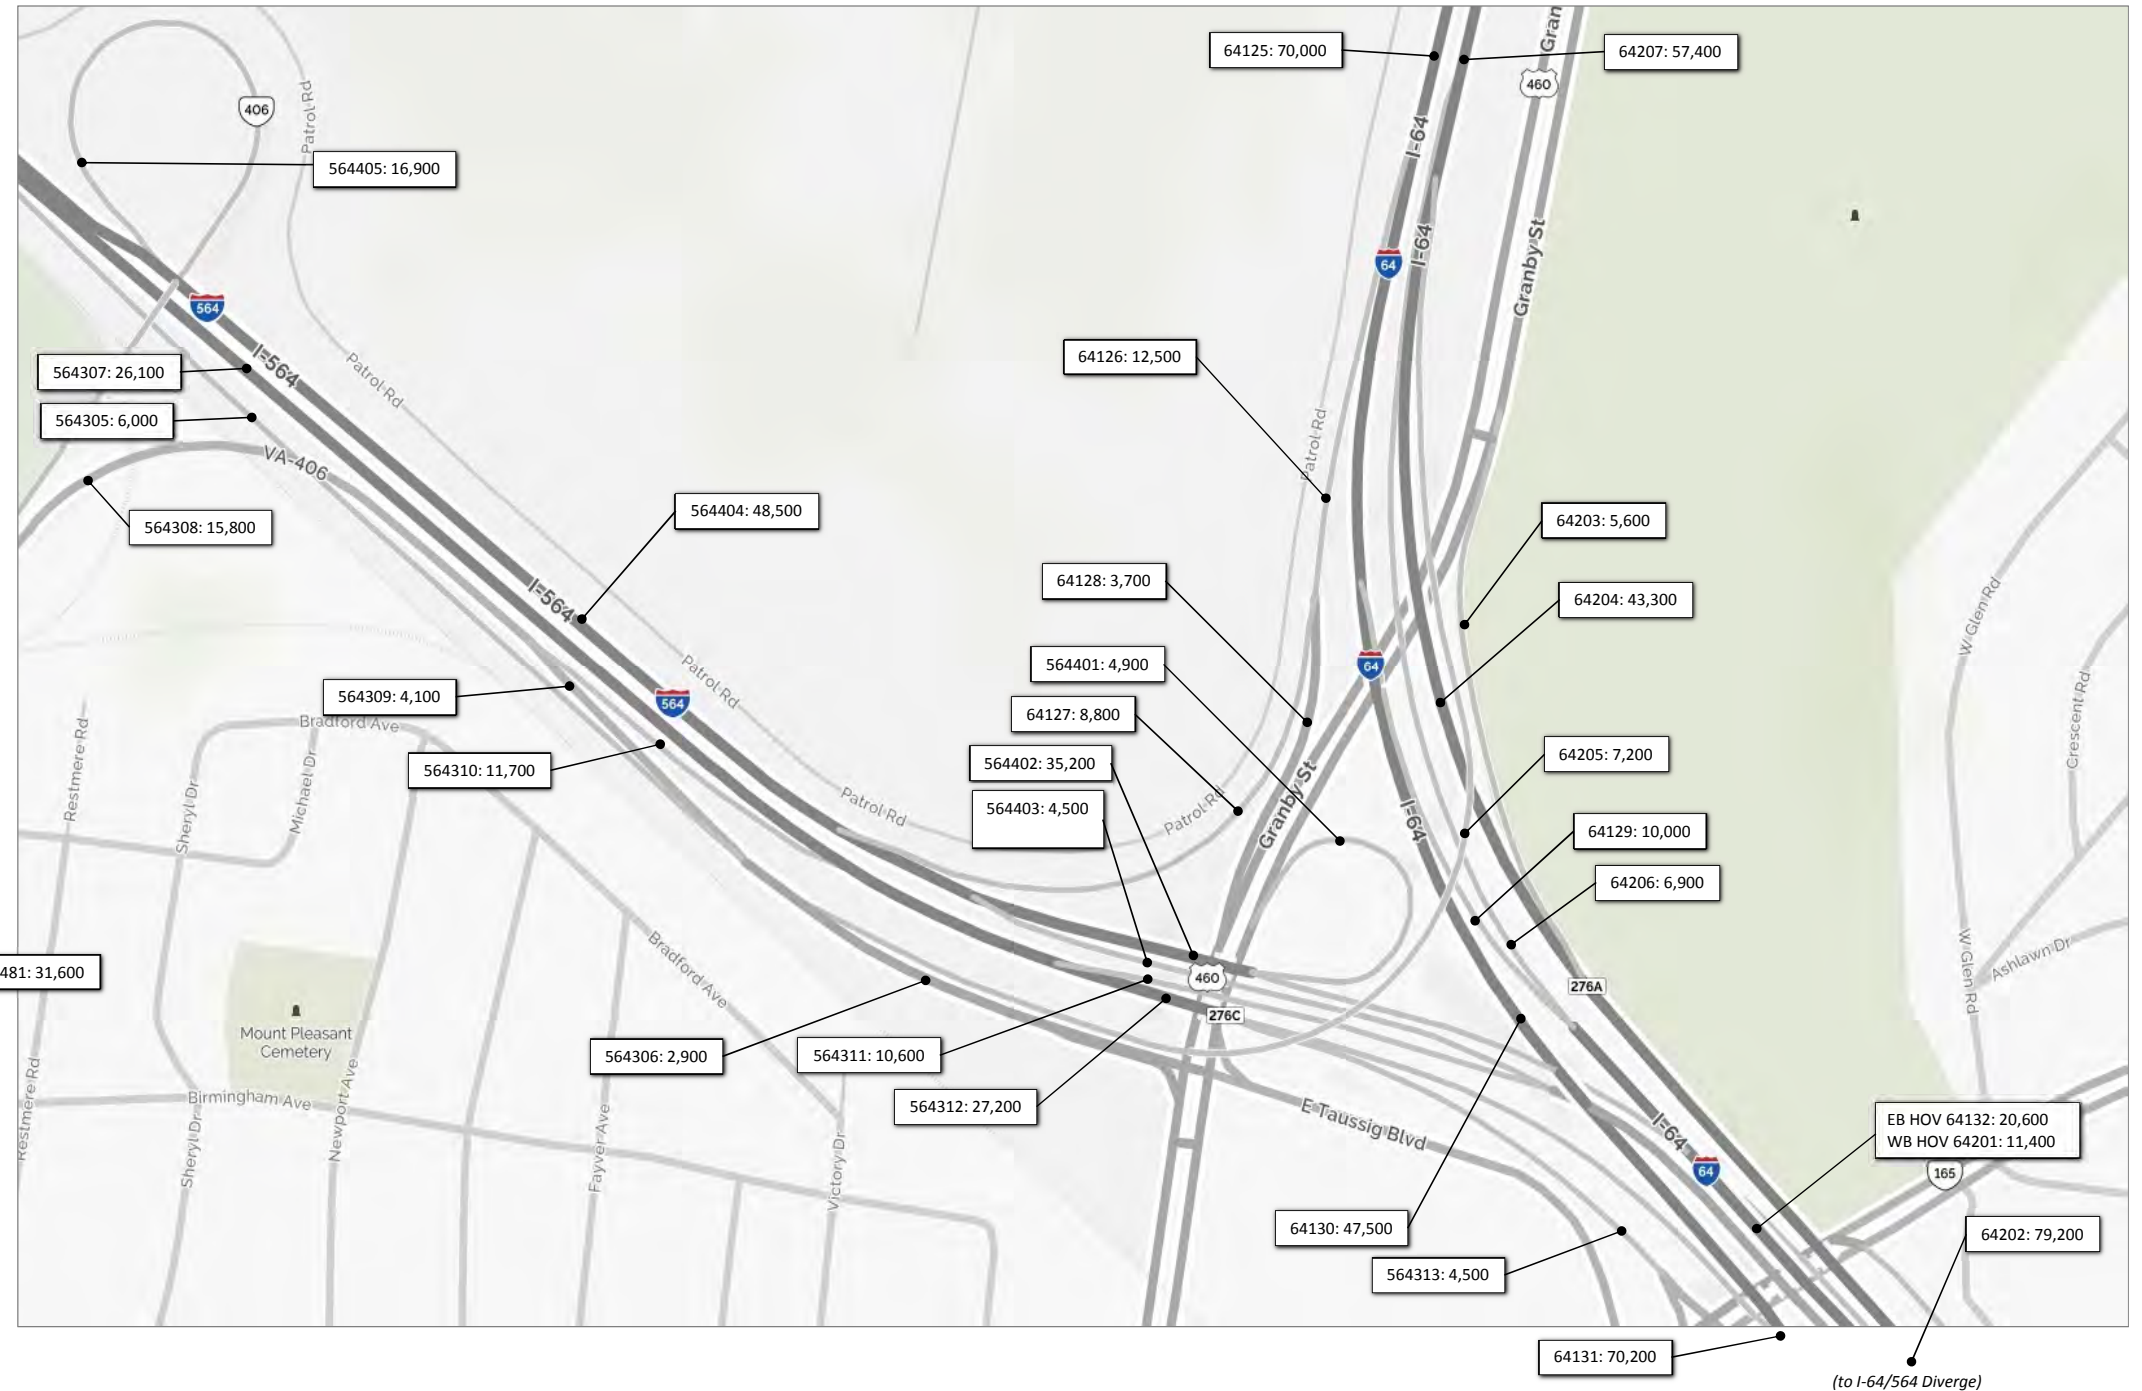 Gran
64125: 70,000
64207: 57,400
460
406
Patrol Rd
I-64
564405: 16,900
I-64
Granby St
64
564
I-564
64126: 12,500
564307: 26,100
Patrol Rd
564305: 6,000
Patrol Rd
VA-406
564308: 15,800
564404: 48,500
64203: 5,600
I-564
64128: 3,700
64204: 43,300
W Glen Rd
564401: 4,900
64
Patrol Rd
564309: 4,100
564
64127: 8,800
Crescent Rd
Bradford Ave
Restmere Rd
564402: 35,200
64205: 7,200
564310: 11,700
Michael Dr
Sheryl Dr
564403: 4,500
Patrol Rd
Patrol Rd
Granby St
I-64
64129: 10,000
64206: 6,900
481: 31,600
Bradford Ave
W Glen Rd
Ashlawn Dr
460
276A
276C
Mount Pleasant
Cemetery
564306: 2,900
564311: 10,600
564312: 27,200
Restmere Rd
Birmingham Ave
Newport Ave
Sheryl Dr
Fayver Ave
Victory Dr
E Taussig Blvd
I-64
EB HOV 64132: 20,600
WB HOV 64201: 11,400
64
165
64130: 47,500
64202: 79,200
564313: 4,500
64131: 70,200
(to I-64/564 Diverge)